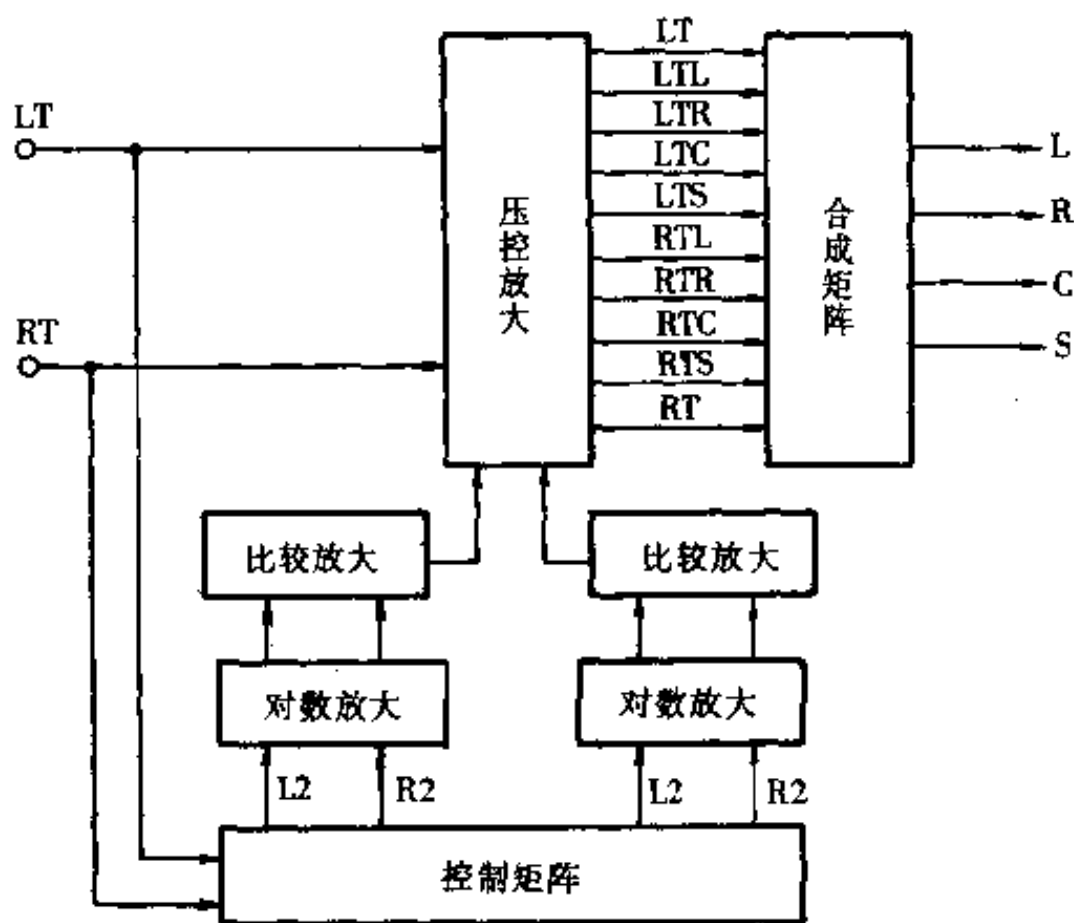 LT
LTL
LTR
LTC
LTS
RTL
RTR
RTC
RTS
RT
LT
RT
压控放大
合成矩阵
L
R
C
S
比较放大
比较放大
对数放大
对数放大
L2
R2
L2
R2
控制矩阵